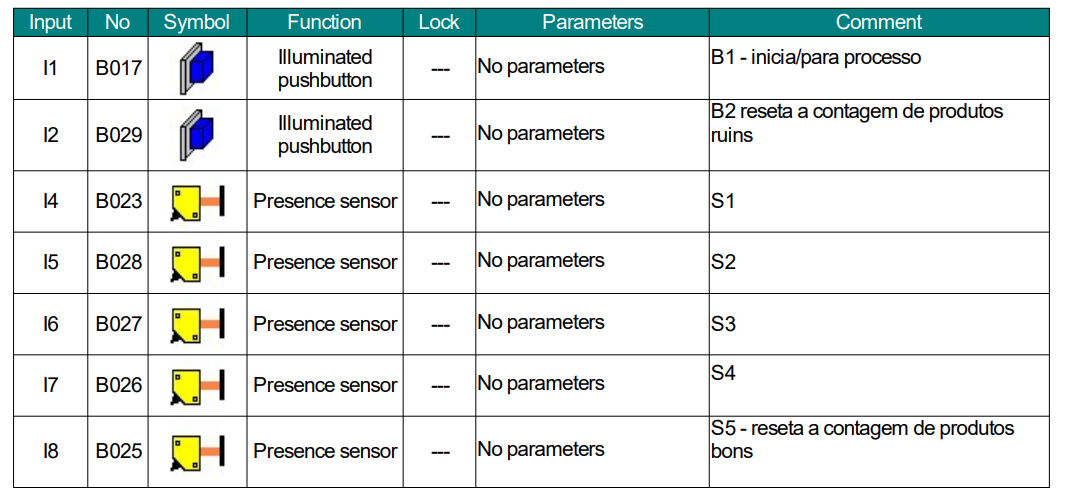 Input No Symbol Function Lock Parameters Comment
I1 B017 Illuminated pushbutton --- No parameters B1 - inicia/para processo
I2 B029 Illuminated pushbutton --- No parameters B2 reseta a contagem de produtos ruins
I4 B023 Presence sensor --- No parameters S1
I5 B028 Presence sensor --- No parameters S2
I6 B027 Presence sensor --- No parameters S3
I7 B026 Presence sensor --- No parameters S4
I8 B025 Presence sensor --- No parameters S5 - reseta a contagem de produtos bons